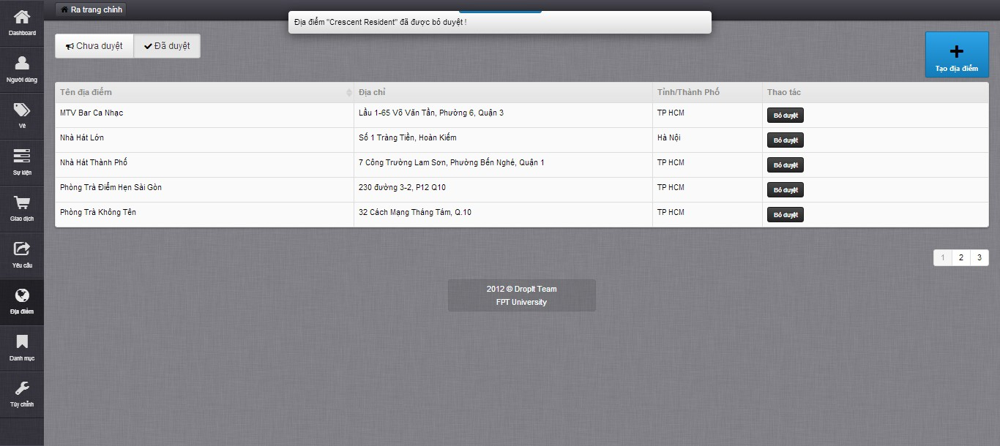 Ra trang chính
Địa điểm "Crescent Resident" đã được bỏ duyệt !
Dashboard
Người dùng
Vé
Sự kiện
Giao dịch
Yêu cầu
Địa điểm
Danh mục
Tùy chỉnh
Chưa duyệt
Đã duyệt
Tạo địa điểm
Tên địa điểm Địa chỉ Tỉnh/Thành Phố Thao tác
MTV Bar Ca Nhạc Lầu 1-65 Võ Văn Tần, Phường 6, Quận 3 TP HCM Bỏ duyệt
Nhà Hát Lớn Số 1 Tràng Tiền, Hoàn Kiếm Hà Nội Bỏ duyệt
Nhà Hát Thành Phố 7 Công Trường Lam Sơn, Phường Bến Nghé, Quận 1 TP HCM Bỏ duyệt
Phòng Trà Điểm Hẹn Sài Gòn 230 đường 3-2, P12 Q10 TP HCM Bỏ duyệt
Phòng Trà Không Tên 32 Cách Mạng Tháng Tám, Q.10 TP HCM Bỏ duyệt
1 2 3
2012 © DropIt Team
FPT University